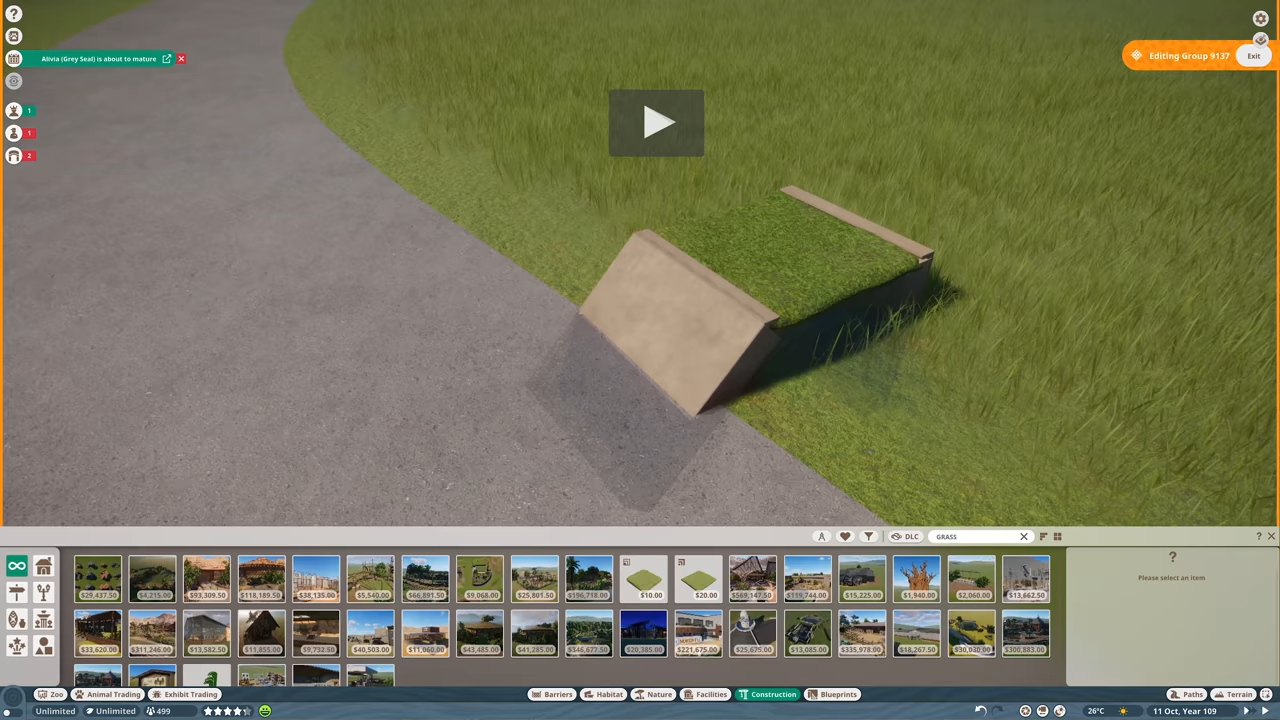 Alivia (Grey Seal) is about to mature
Editing Group 9137
Exit
1
1
2
DLC
GRASS
?
Please select an item
$29,437.50 $4,215.00 $93,309.50 $118,189.50 $38,135.00 $5,540.00 $66,891.50 $9,068.00 $25,801.50 $196,718.00 $10.00 $20.00 $569,147.50 $119,744.00 $15,225.00 $1,940.00 $2,060.00 $13,662.50
$33,620.00 $311,246.00 $13,582.50 $11,855.00 $9,732.50 $40,503.00 $11,060.00 $43,485.00 $41,285.00 $346,677.50 $20,385.00 $221,675.00 $25,675.00 $13,085.00 $335,978.00 $18,267.50 $30,030.00 $300,883.00
Zoo Animal Trading Exhibit Trading Barriers Habitat Nature Facilities Construction Blueprints Paths Terrain
Unlimited Unlimited 499 26°C 11 Oct, Year 109